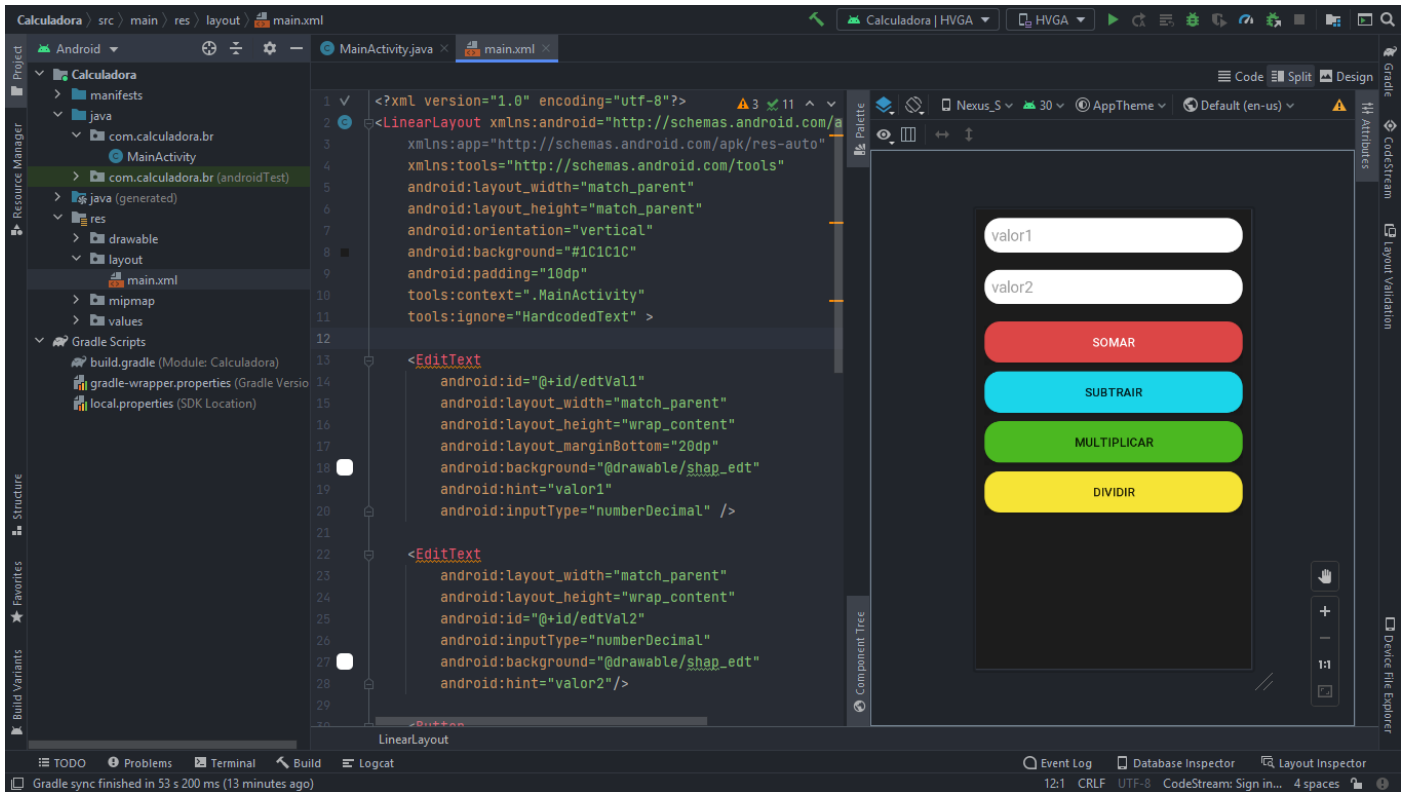 Calculadora > src > main > res > layout > main.xml
Calculadora | HVGA
HVGA
Project
Resource Manager
Structure
Favorites
Build Variants
Android
Calculadora
manifests
java
com.calculadora.br
MainActivity
com.calculadora.br (androidTest)
java (generated)
res
drawable
layout
main.xml
mipmap
values
Gradle Scripts
build.gradle (Module: Calculadora)
gradle-wrapper.properties (Gradle Versio
local.properties (SDK Location)
MainActivity.java
main.xml
Code Split Design
3 11
1 <?xml version="1.0" encoding="utf-8"?>
2 <LinearLayout xmlns:android="http://schemas.android.com/a
3 xmlns:app="http://schemas.android.com/apk/res-auto"
4 xmlns:tools="http://schemas.android.com/tools"
5 android:layout_width="match_parent"
6 android:layout_height="match_parent"
7 android:orientation="vertical"
8 android:background="#1C1C1C"
9 android:padding="10dp"
10 tools:context=".MainActivity"
11 tools:ignore="HardcodedText" >
12
13 <EditText
14 android:id="@+id/edtVal1"
15 android:layout_width="match_parent"
16 android:layout_height="wrap_content"
17 android:layout_marginBottom="20dp"
18 android:background="@drawable/shap_edt"
19 android:hint="valor1"
20 android:inputType="numberDecimal" />
21
22 <EditText
23 android:layout_width="match_parent"
24 android:layout_height="wrap_content"
25 android:id="@+id/edtVal2"
26 android:inputType="numberDecimal"
27 android:background="@drawable/shap_edt"
28 android:hint="valor2"/>
29
30 <Button
LinearLayout
Palette
Component Tree
Nexus_S 30 AppTheme Default (en-us)
valor1
valor2
SOMAR
SUBTRAIR
MULTIPLICAR
DIVIDIR
1:1
Attributes
Gradle
CodeStream
Layout Validation
Device File Explorer
TODO Problems Terminal Build Logcat
Event Log Database Inspector Layout Inspector
Gradle sync finished in 53 s 200 ms (13 minutes ago)
12:1 CRLF UTF-8 CodeStream: Sign in... 4 spaces